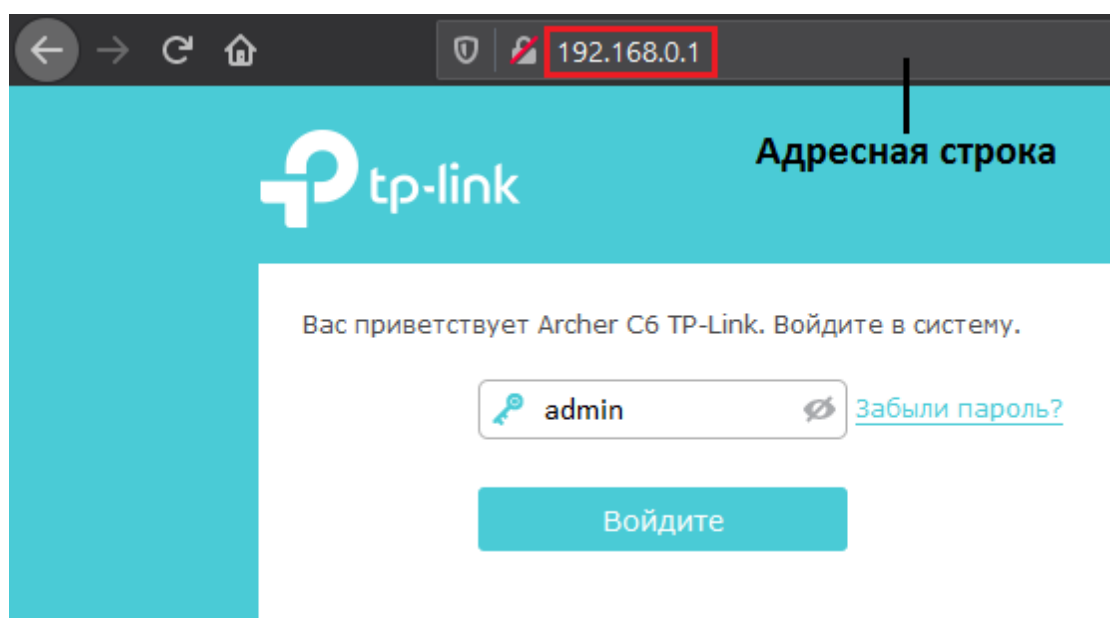 192.168.0.1
Адресная строка
tp-link
Вас приветствует Archer C6 TP-Link. Войдите в систему.
admin Забыли пароль?
Войдите